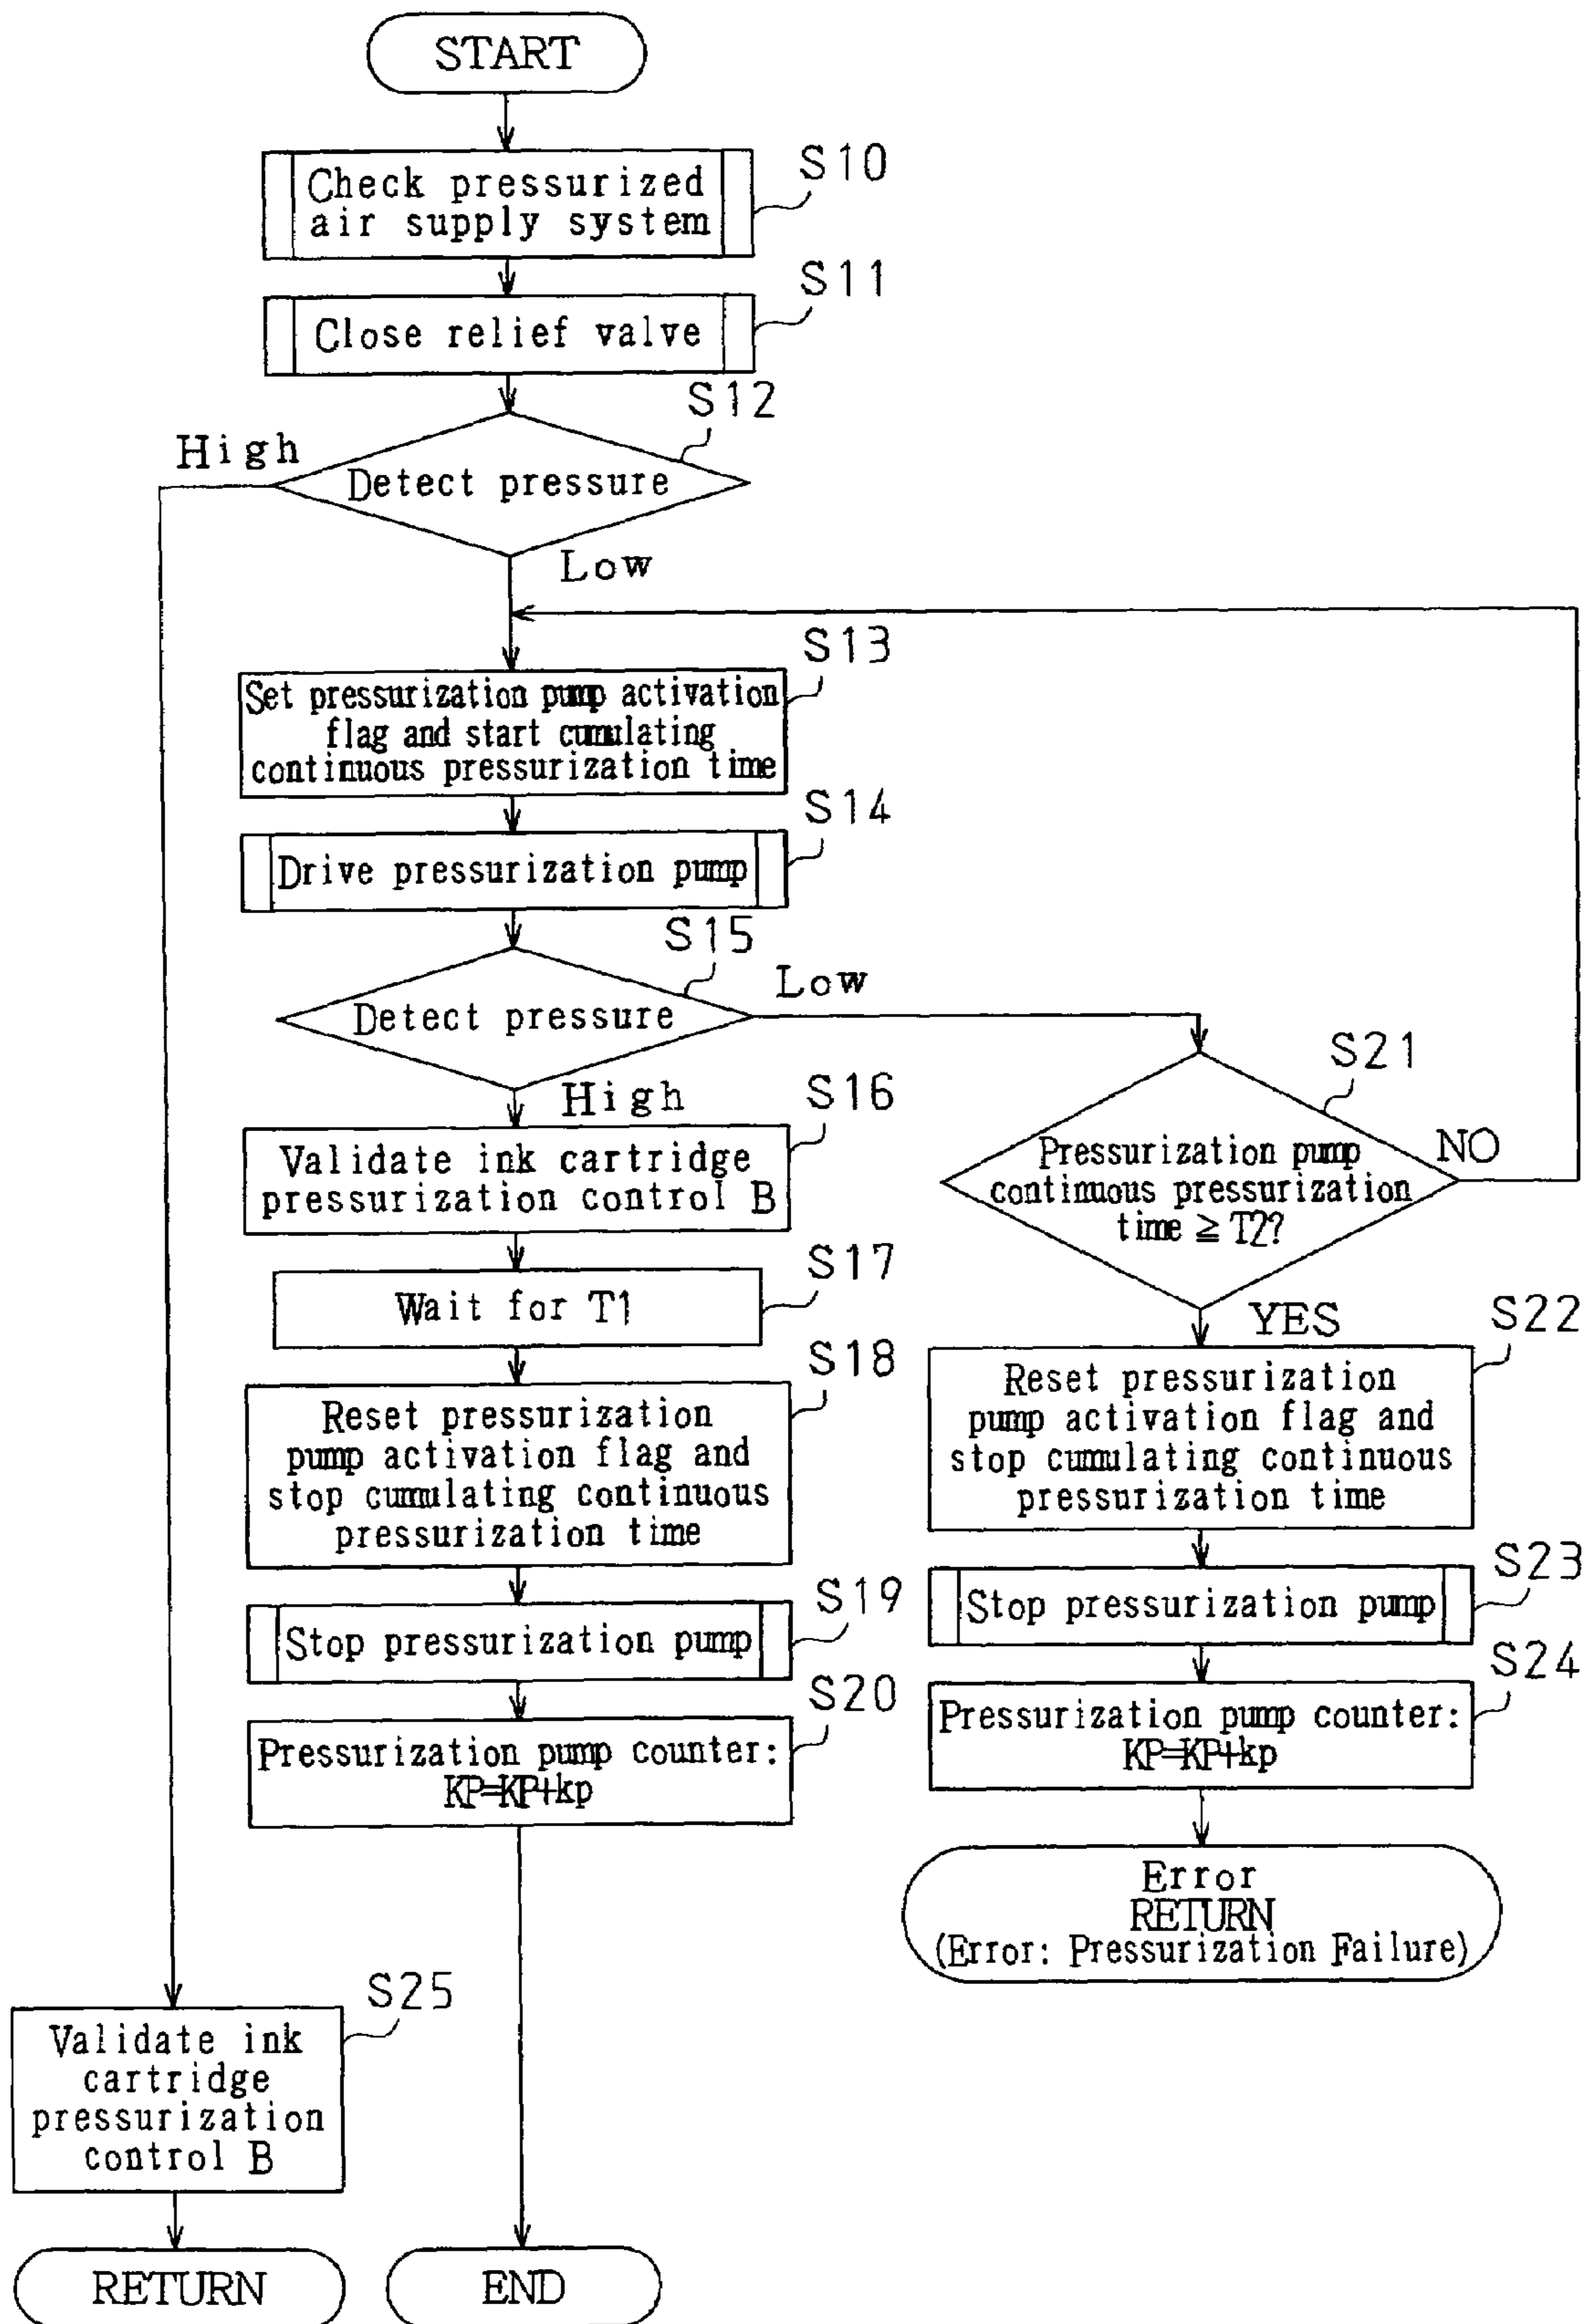 START
S10
Check pressurized
air supply system
S11
Close relief valve
S12
High
Detect pressure
Low
S13
Set pressurization pump activation
flag and start cumulating
continuous pressurization time
S14
Drive pressurization pump
S15
Low
Detect pressure
High
S16
Validate ink cartridge
pressurization control B
S17
Wait for T1
S18
Reset pressurization
pump activation flag and
stop cumulating continuous
pressurization time
S19
Stop pressurization pump
S20
Pressurization pump counter:
KP=KP+kp
END
S21
Pressurization pump
continuous pressurization
time ≧ T2?
NO
YES
S22
Reset pressurization
pump activation flag and
stop cumulating continuous
pressurization time
S23
Stop pressurization pump
S24
Pressurization pump counter:
KP=KP+kp
Error
RETURN
(Error: Pressurization Failure)
S25
Validate ink
cartridge
pressurization
control B
RETURN